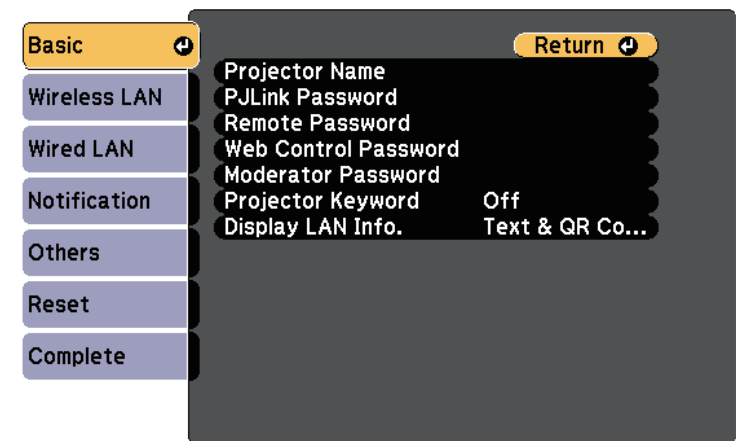 Basic
Return
Projector Name
PJLink Password
Wireless LAN
Remote Password
Wired LAN
Web Control Password
Moderator Password
Notification
Projector Keyword Off
Display LAN Info. Text & QR Co...
Others
Reset
Complete